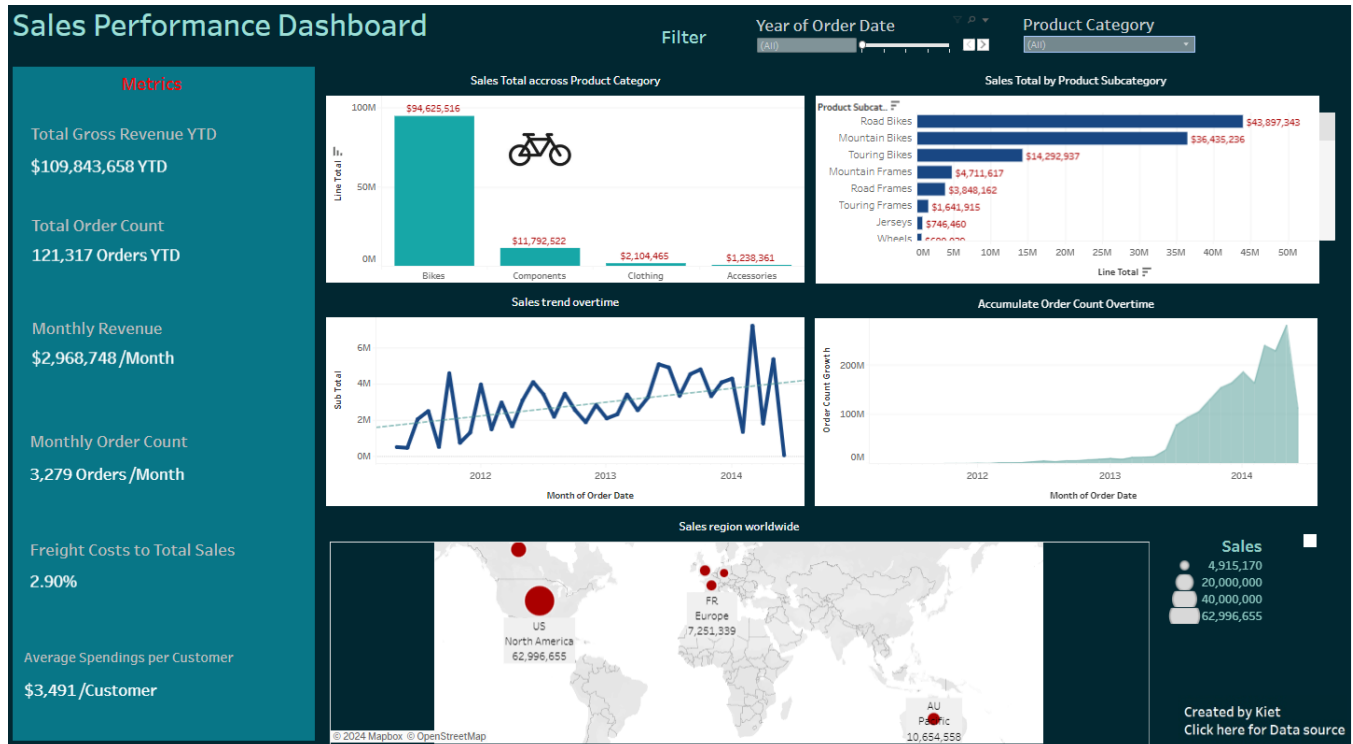 Sales Performance Dashboard
Filter
Year of Order Date
(All)
Product Category
(All)
Metrics
Total Gross Revenue YTD
$109,843,658 YTD
Total Order Count
121,317 Orders YTD
Monthly Revenue
$2,968,748 /Month
Monthly Order Count
3,279 Orders /Month
Freight Costs to Total Sales
2.90%
Average Spendings per Customer
$3,491 /Customer
Sales Total accross Product Category
Line Total
100M
50M
0M
$94,625,516
$11,792,522
$2,104,465
$1,238,361
Bikes
Components
Clothing
Accessories
Sales Total by Product Subcategory
Product Subcat..
Road Bikes $43,897,343
Mountain Bikes $36,435,236
Touring Bikes $14,292,937
Mountain Frames $4,711,617
Road Frames $3,848,162
Touring Frames $1,641,915
Jerseys $746,460
Wheels
0M 5M 10M 15M 20M 25M 30M 35M 40M 45M 50M
Line Total
Sales trend overtime
Sub Total
6M
4M
2M
0M
2012 2013 2014
Month of Order Date
Accumulate Order Count Overtime
Order Count Growth
200M
100M
0M
2012 2013 2014
Month of Order Date
Sales region worldwide
US
North America
62,996,655
FR
Europe
7,251,339
AU
Pacific
10,654,558
© 2024 Mapbox © OpenStreetMap
Sales
4,915,170
20,000,000
40,000,000
62,996,655
Created by Kiet
Click here for Data source